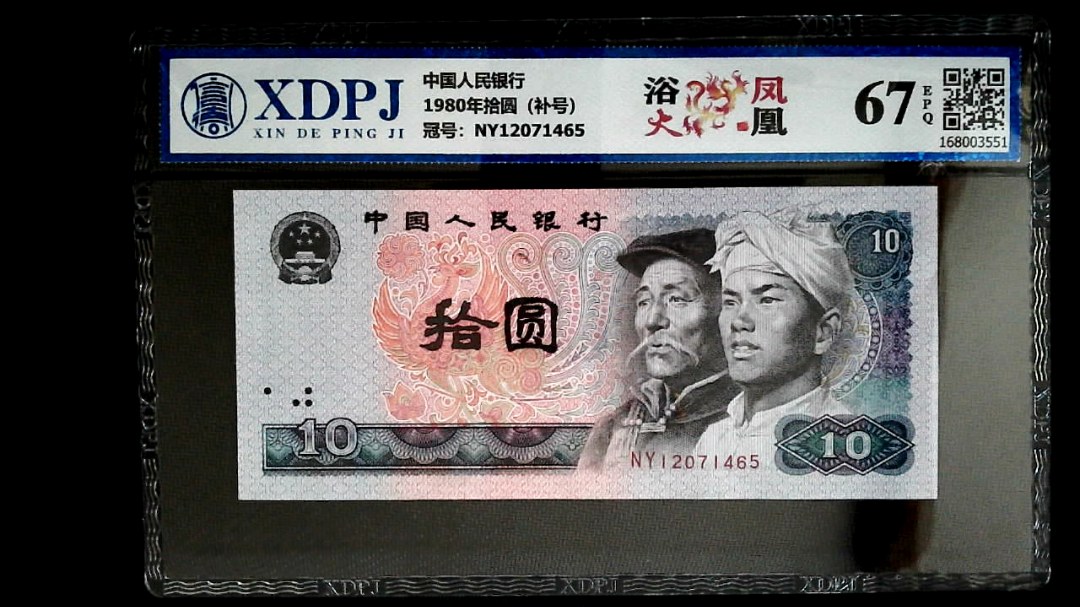 XDPJ
XIN DE PING JI
中国人民银行
1980年拾圆（补号）
冠号：NY12071465
浴火
凤凰
67
EPQ
168003551
中国人民银行
10
拾圆
10
NY12071465
10
XDPJ
XDPJ
XDPJ